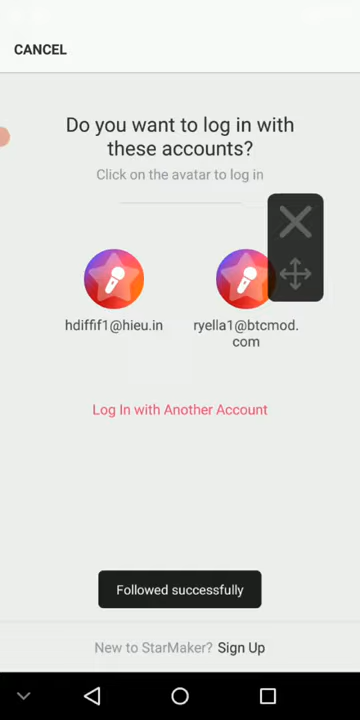 CANCEL
Do you want to log in with
these accounts?
Click on the avatar to log in
hdiffif1@hieu.in
ryella1@btcmod.
com
Log In with Another Account
Followed successfully
New to StarMaker? Sign Up